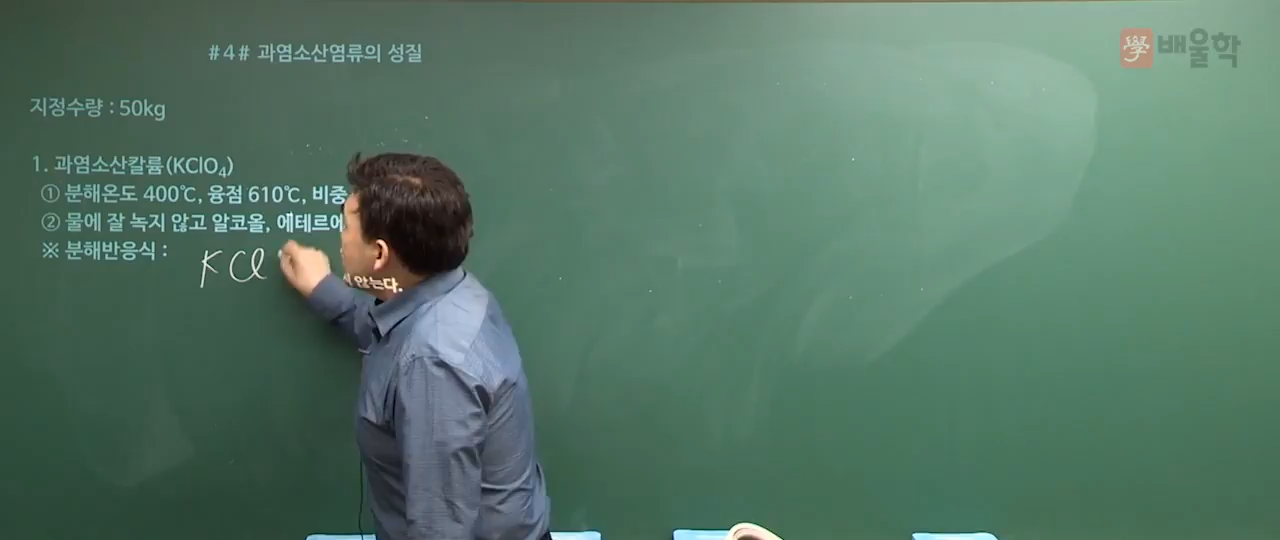 #4# 과염소산염류의 성질
學 배울학
지정수량 : 50kg
1. 과염소산칼륨(KClO₄)
① 분해온도 400℃, 융점 610℃, 비중
② 물에 잘 녹지 않고 알코올, 에테르에
※ 분해반응식 :
KCl
않는다.